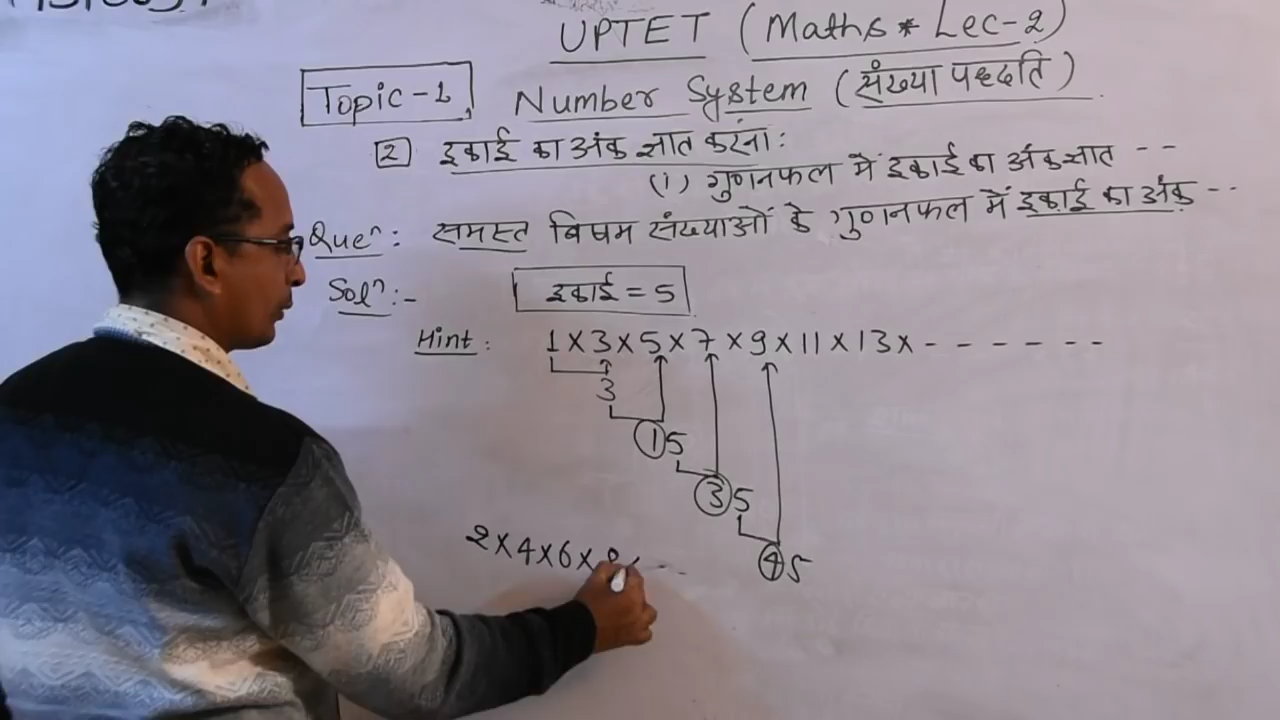 UPTET (Maths * Lec-2)
Topic-1 Number System (संख्या पद्धति)
2 इकाई का अंक ज्ञात करना:
(1) गुणनफल में इकाई का अंक ज्ञात --
Queⁿ: समस्त विषम संख्याओं के गुणनफल में इकाई का अंक --
Solⁿ:- इकाई = 5
Hint: 1 × 3 × 5 × 7 × 9 × 11 × 13 × - - - - - -
3
15
35
45
2 × 4 × 6 × 8 × - - -